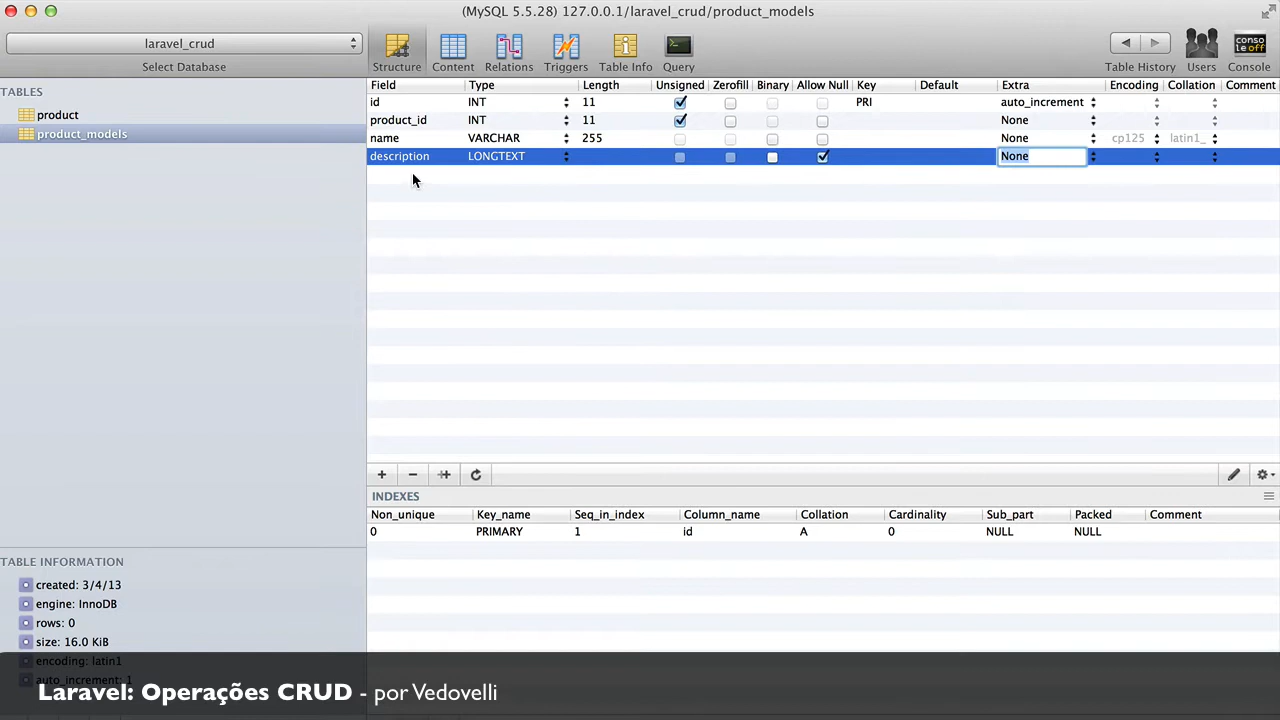 (MySQL 5.5.28) 127.0.0.1/laravel_crud/product_models
laravel_crud
Select Database
Structure Content Relations Triggers Table Info Query
Table History Users Console
conso
le off
TABLES
product
product_models
Field Type Length Unsigned Zerofill Binary Allow Null Key Default Extra Encoding Collation Comment
id INT 11 PRI auto_increment
product_id INT 11 None
name VARCHAR 255 None cp125 latin1_
description LONGTEXT None
INDEXES
Non_unique Key_name Seq_in_index Column_name Collation Cardinality Sub_part Packed Comment
0 PRIMARY 1 id A 0 NULL NULL
TABLE INFORMATION
created: 3/4/13
engine: InnoDB
rows: 0
size: 16.0 KiB
encoding: latin1
auto_increment: 1
Laravel: Operações CRUD - por Vedovelli